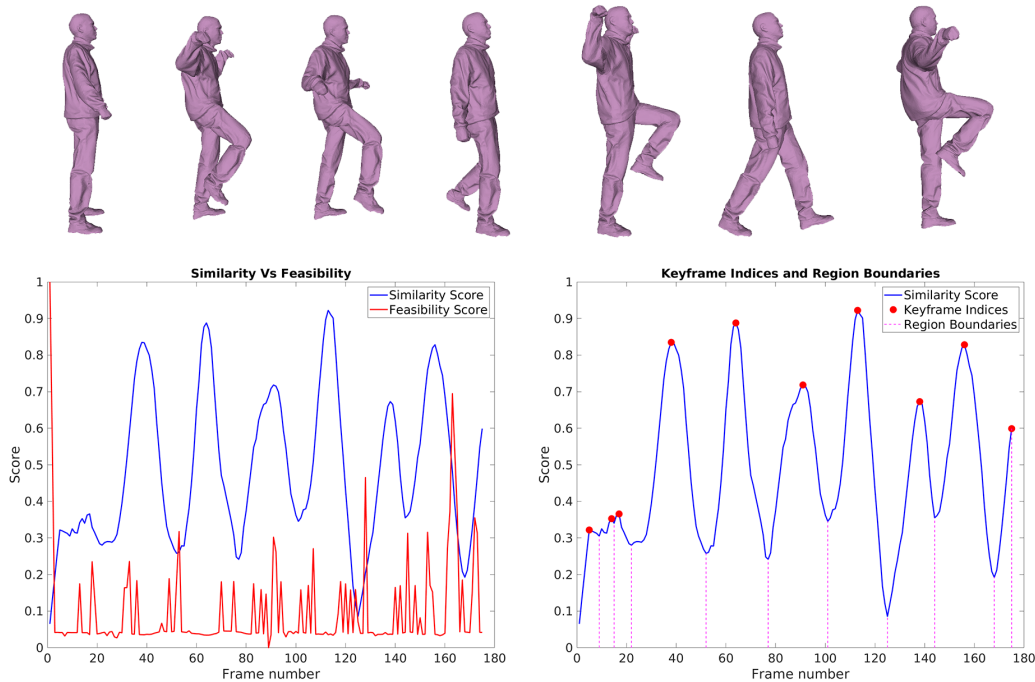 Similarity Vs Feasibility
1
0.9
0.8
0.7
0.6
0.5
0.4
0.3
0.2
0.1
0
Score
Similarity Score
Feasibility Score
0 20 40 60 80 100 120 140 160 180
Frame number
Keyframe Indices and Region Boundaries
1
0.9
0.8
0.7
0.6
0.5
0.4
0.3
0.2
0.1
0
Score
Similarity Score
Keyframe Indices
Region Boundaries
0 20 40 60 80 100 120 140 160 180
Frame number